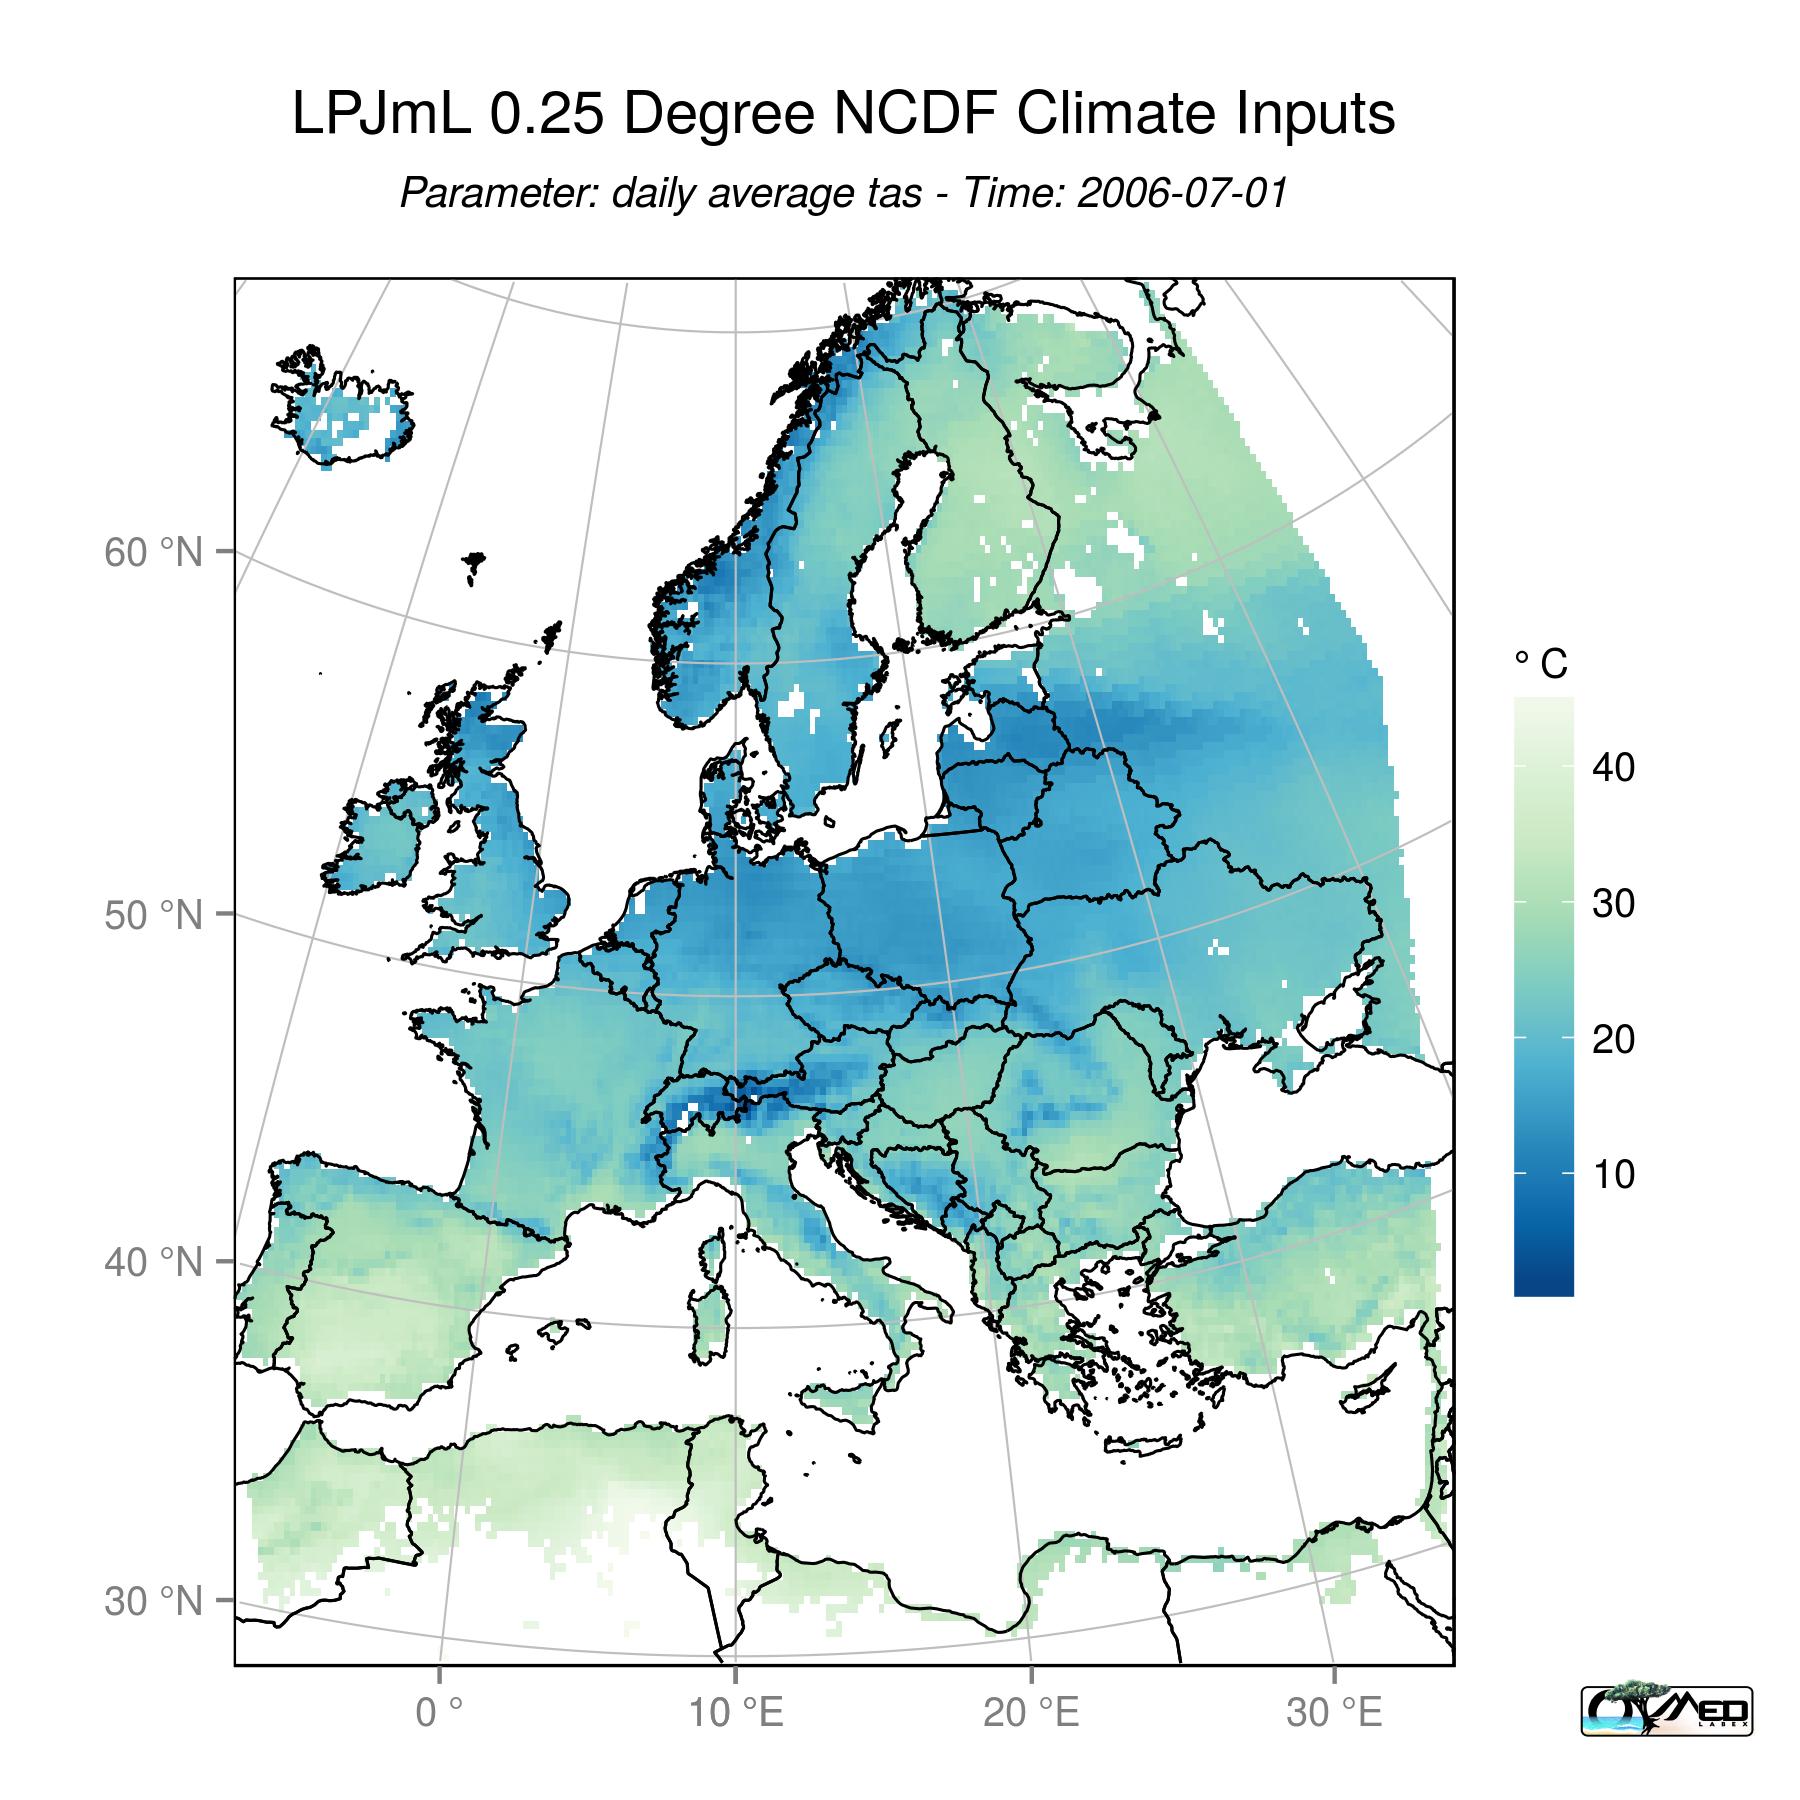 LPJmL 0.25 Degree NCDF Climate Inputs
Parameter: daily average tas - Time: 2006-07-01
60 °N
50 °N
40 °N
30 °N
0 °
10 °E
20 °E
30 °E
° C
40
30
20
10
OTMED
LABEX